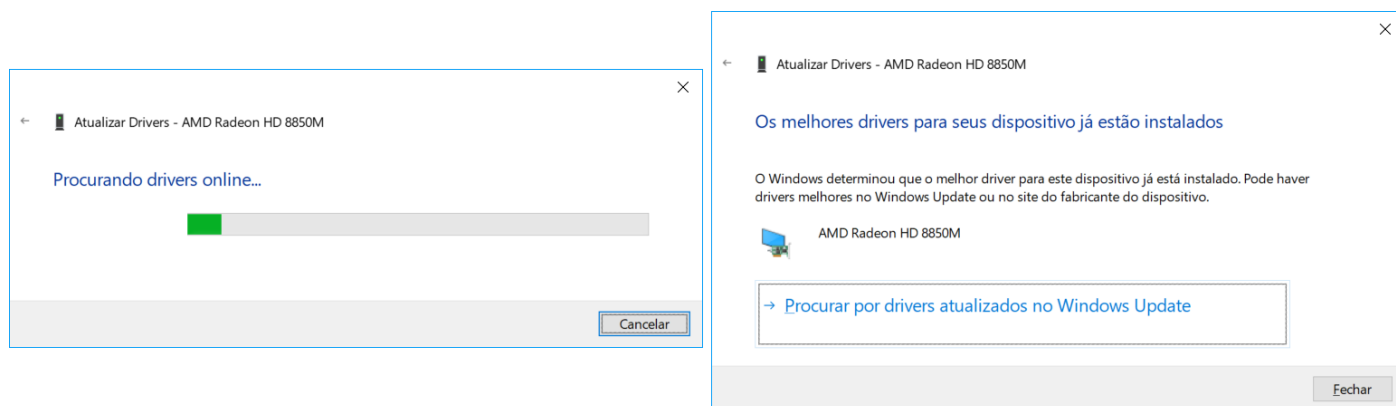 Atualizar Drivers - AMD Radeon HD 8850M
Procurando drivers online...
Cancelar
Atualizar Drivers - AMD Radeon HD 8850M
Os melhores drivers para seus dispositivo já estão instalados
O Windows determinou que o melhor driver para este dispositivo já está instalado. Pode haver
drivers melhores no Windows Update ou no site do fabricante do dispositivo.
AMD Radeon HD 8850M
Procurar por drivers atualizados no Windows Update
Fechar